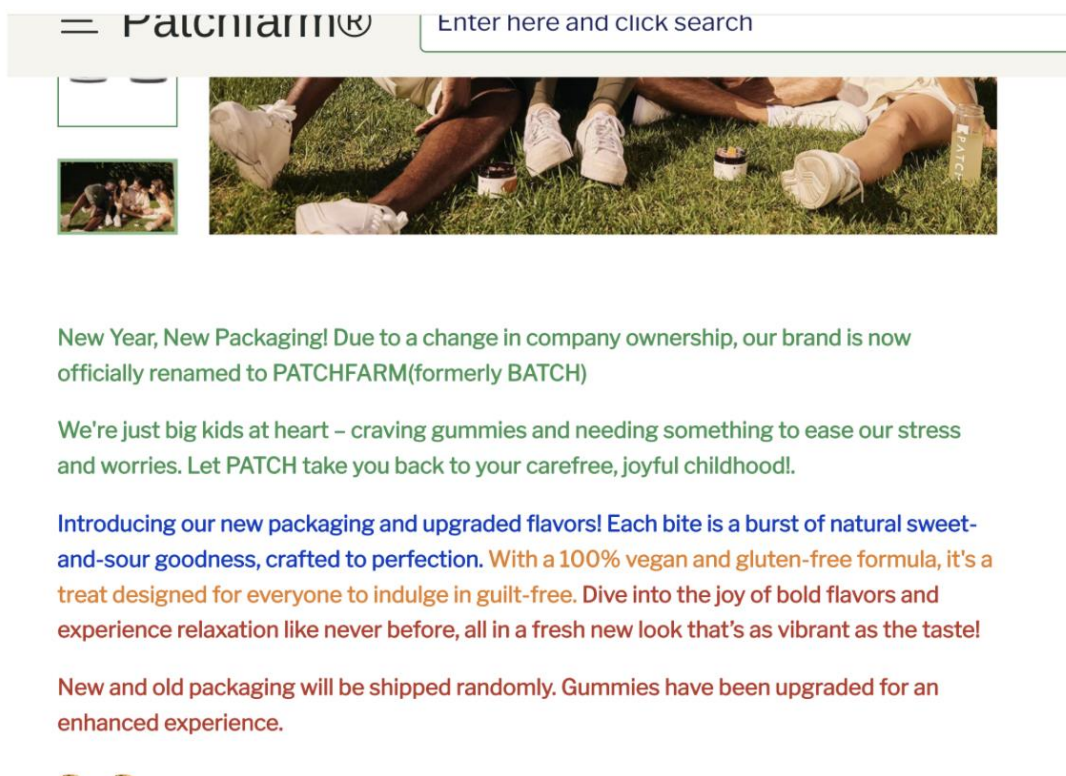 Patchfarm®
Enter here and click search
PATCH
New Year, New Packaging! Due to a change in company ownership, our brand is now
officially renamed to PATCHFARM(formerly BATCH)
We're just big kids at heart – craving gummies and needing something to ease our stress
and worries. Let PATCH take you back to your carefree, joyful childhood!.
Introducing our new packaging and upgraded flavors! Each bite is a burst of natural sweet-
and-sour goodness, crafted to perfection. With a 100% vegan and gluten-free formula, it's a
treat designed for everyone to indulge in guilt-free. Dive into the joy of bold flavors and
experience relaxation like never before, all in a fresh new look that’s as vibrant as the taste!
New and old packaging will be shipped randomly. Gummies have been upgraded for an
enhanced experience.